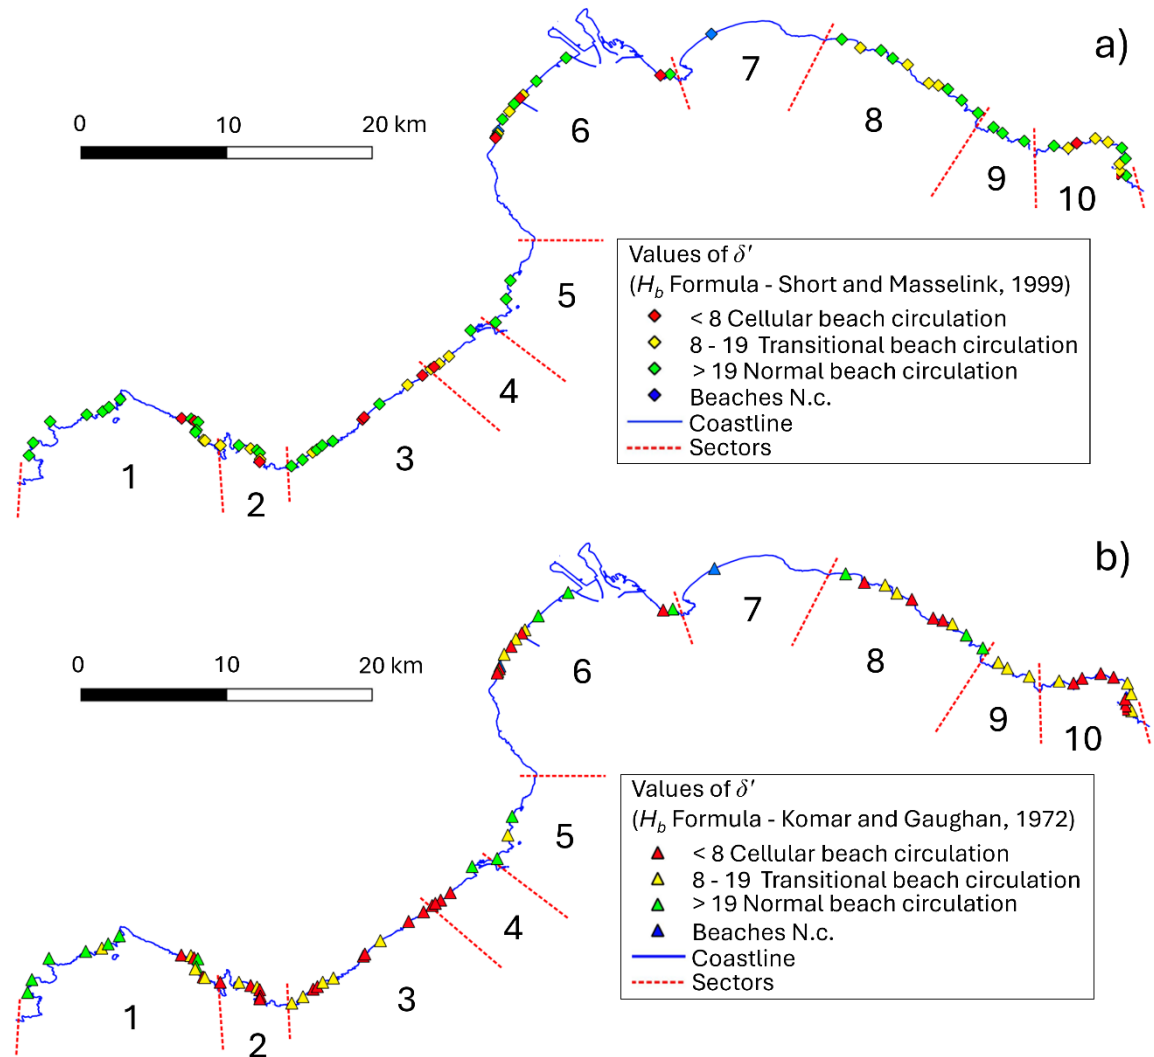 a)
7
6
8
0 10 20 km
9 10
Values of δ′
(Hb Formula - Short and Masselink, 1999)
< 8 Cellular beach circulation
8 - 19 Transitional beach circulation
> 19 Normal beach circulation
Beaches N.c.
Coastline
Sectors
5
4
3
1
2
b)
7
6
8
0 10 20 km
9 10
Values of δ′
(Hb Formula - Komar and Gaughan, 1972)
< 8 Cellular beach circulation
8 - 19 Transitional beach circulation
> 19 Normal beach circulation
Beaches N.c.
Coastline
Sectors
5
4
3
1
2